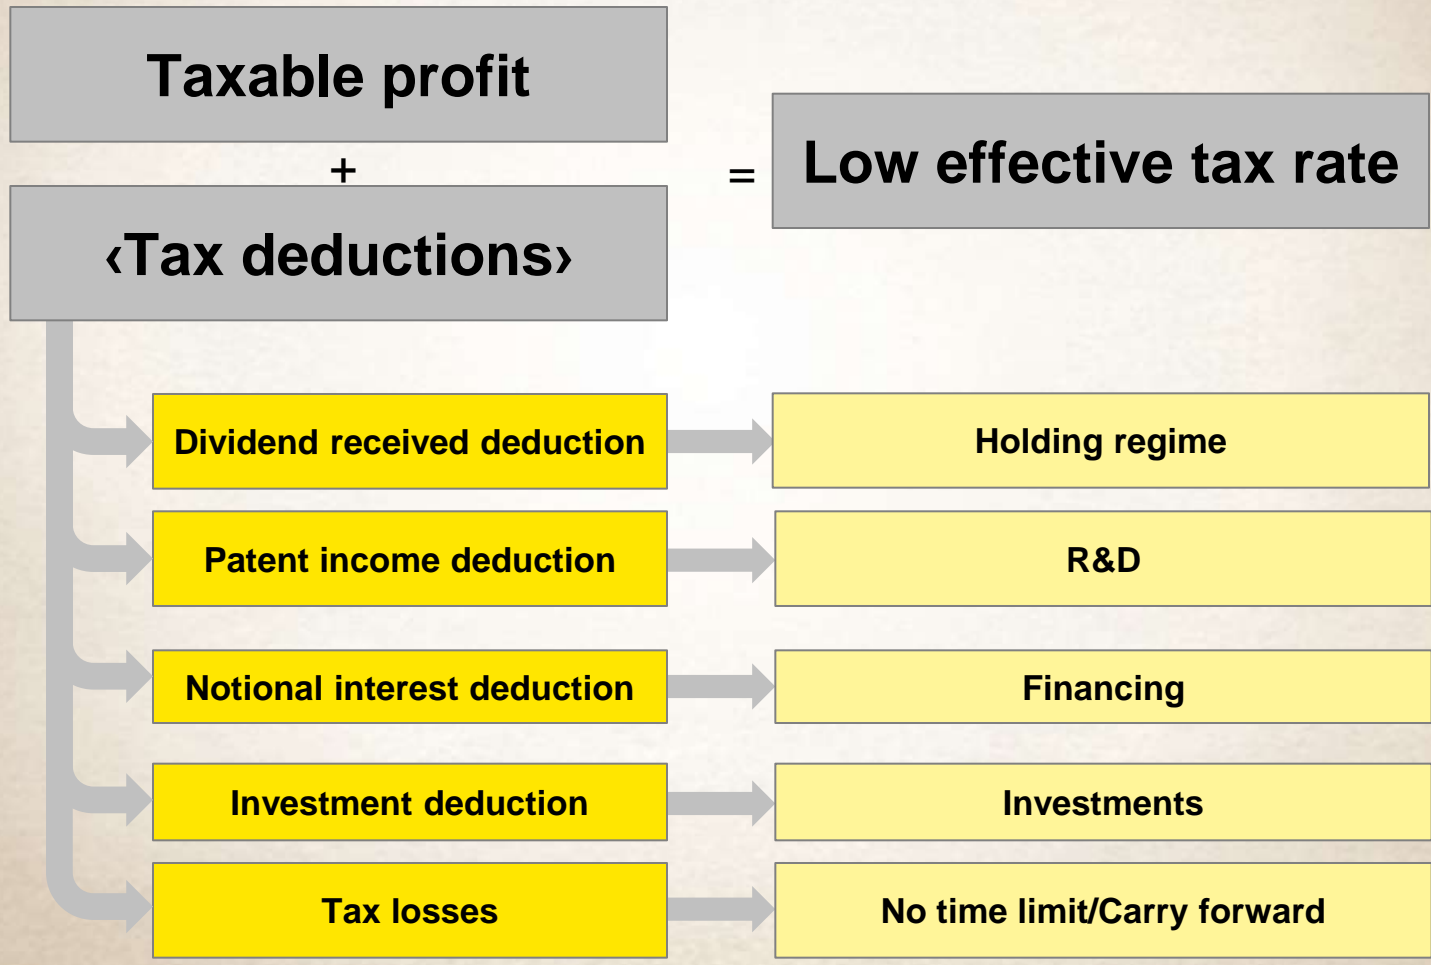 Taxable profit
+
‹Tax deductions›
=
Low effective tax rate
Dividend received deduction
Holding regime
Patent income deduction
R&D
Notional interest deduction
Financing
Investment deduction
Investments
Tax losses
No time limit/Carry forward